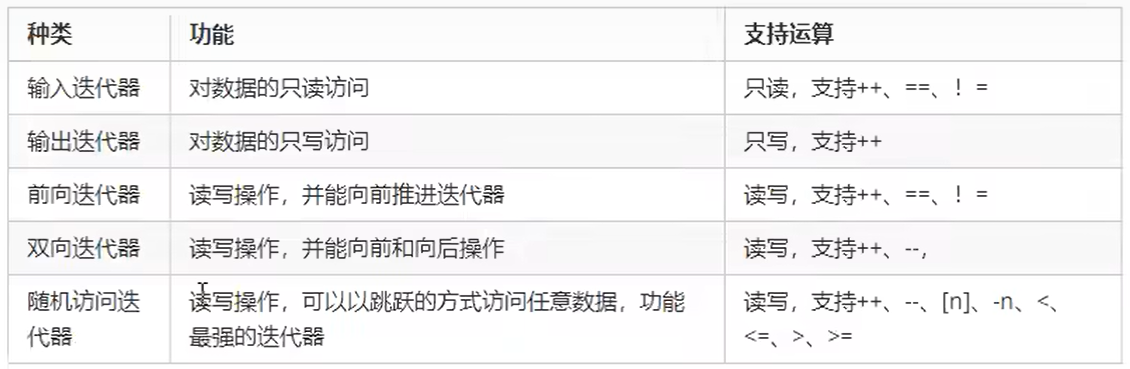 种类 功能 支持运算
输入迭代器 对数据的只读访问 只读，支持++、==、！=
输出迭代器 对数据的只写访问 只写，支持++
前向迭代器 读写操作，并能向前推进迭代器 读写，支持++、==、！=
双向迭代器 读写操作，并能向前和向后操作 读写，支持++、--，
随机访问迭 读写操作，可以以跳跃的方式访问任意数据，功能 读写，支持++、--、[n]、-n、<、
代器 最强的迭代器 <=、>、>=